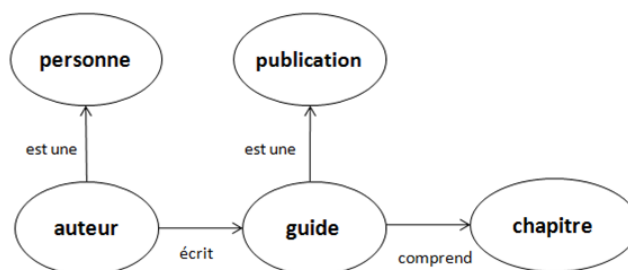 personne
publication
est une
est une
auteur
guide
chapitre
écrit
comprend